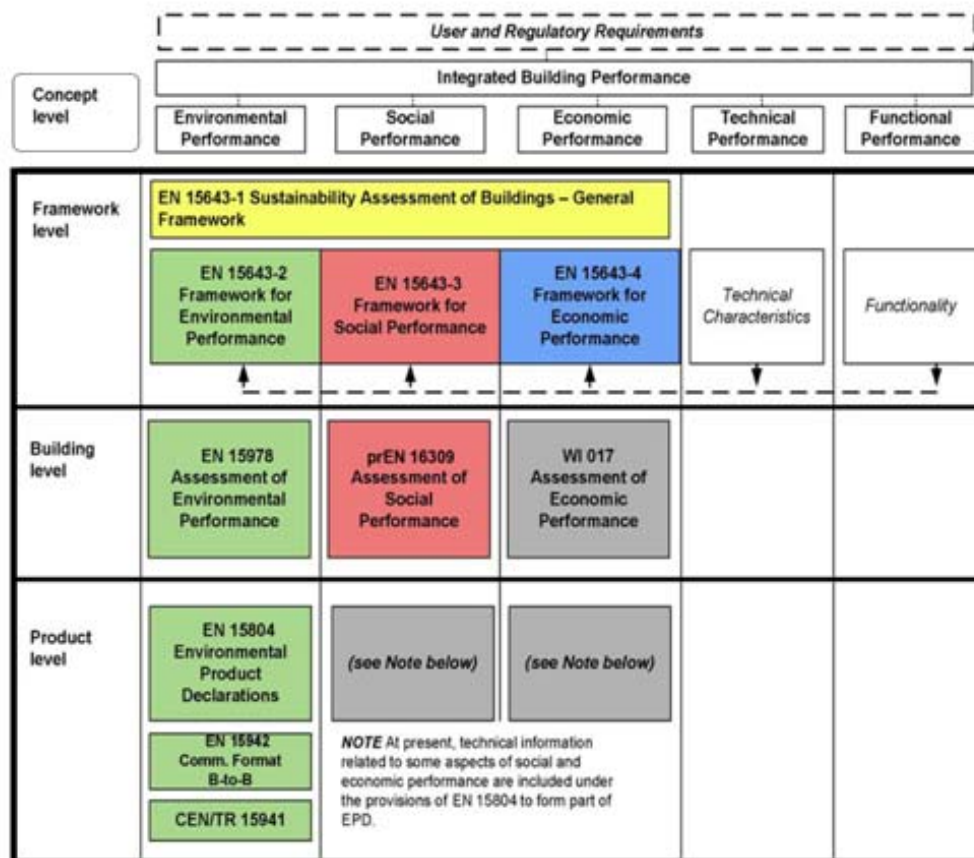 User and Regulatory Requirements
Integrated Building Performance
Concept
level
Environmental
Performance
Social
Performance
Economic
Performance
Technical
Performance
Functional
Performance
Framework
level
EN 15643-1 Sustainability Assessment of Buildings – General
Framework
EN 15643-2
Framework for
Environmental
Performance
EN 15643-3
Framework for
Social Performance
EN 15643-4
Framework for
Economic
Performance
Technical
Characteristics
Functionality
Building
level
EN 15978
Assessment of
Environmental
Performance
prEN 16309
Assessment of
Social
Performance
WI 017
Assessment of
Economic
Performance
Product
level
EN 15804
Environmental
Product
Declarations
(see Note below)
(see Note below)
EN 15942
Comm. Format
B-to-B
CEN/TR 15941
NOTE At present, technical information
related to some aspects of social and
economic performance are included under
the provisions of EN 15804 to form part of
EPD.